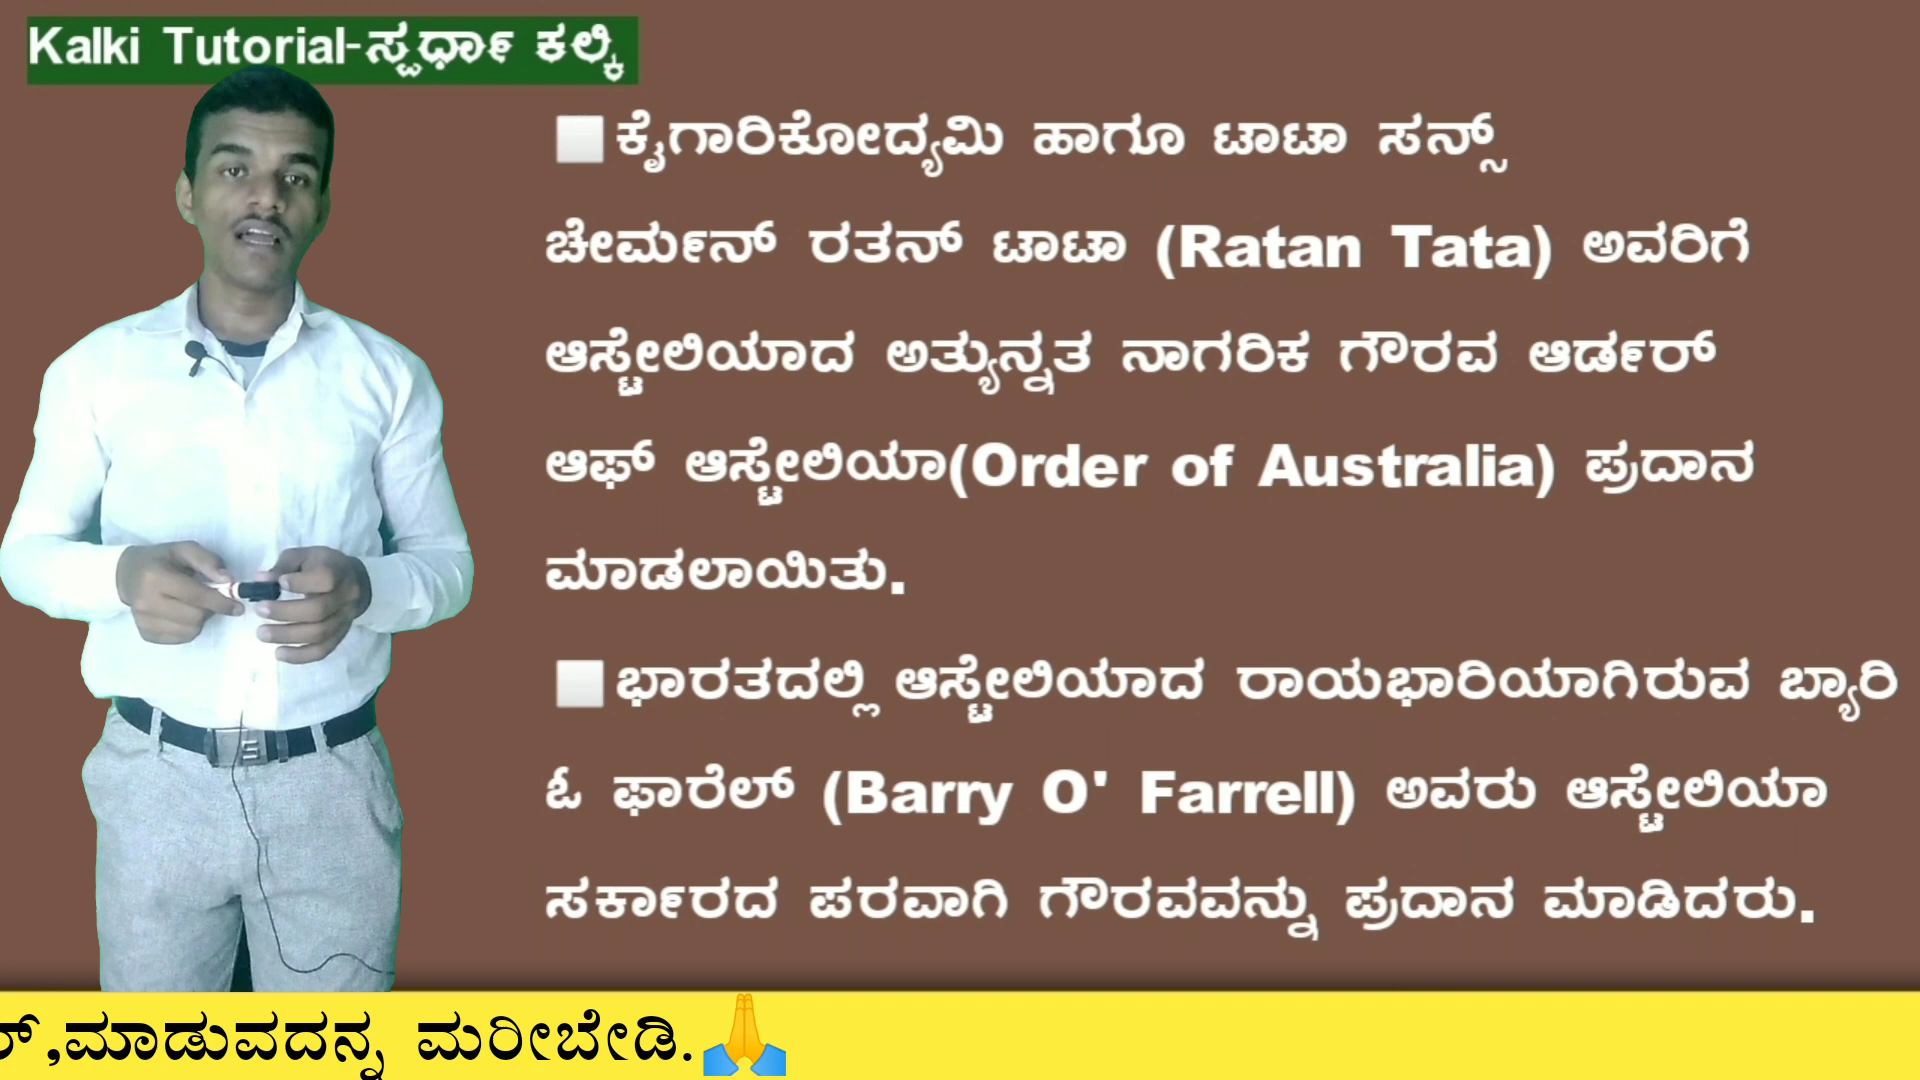 Kalki Tutorial-ಸ್ಪರ್ಧಾ ಕಲ್ಕಿ
ಕೈಗಾರಿಕೋದ್ಯಮಿ ಹಾಗೂ ಟಾಟಾ ಸನ್ಸ್
ಚೇರ್ಮನ್ ರತನ್ ಟಾಟಾ (Ratan Tata) ಅವರಿಗೆ
ಆಸ್ಟ್ರೇಲಿಯಾದ ಅತ್ಯುನ್ನತ ನಾಗರಿಕ ಗೌರವ ಆರ್ಡರ್
ಆಫ್ ಆಸ್ಟ್ರೇಲಿಯಾ(Order of Australia) ಪ್ರದಾನ
ಮಾಡಲಾಯಿತು.
ಭಾರತದಲ್ಲಿ ಆಸ್ಟ್ರೇಲಿಯಾದ ರಾಯಭಾರಿಯಾಗಿರುವ ಬ್ಯಾರಿ
ಓ ಫಾರೆಲ್ (Barry O' Farrell) ಅವರು ಆಸ್ಟ್ರೇಲಿಯಾ
ಸರ್ಕಾರದ ಪರವಾಗಿ ಗೌರವವನ್ನು ಪ್ರದಾನ ಮಾಡಿದರು.
ಮಾಡುವದನ್ನ ಮರೀಬೇಡಿ.